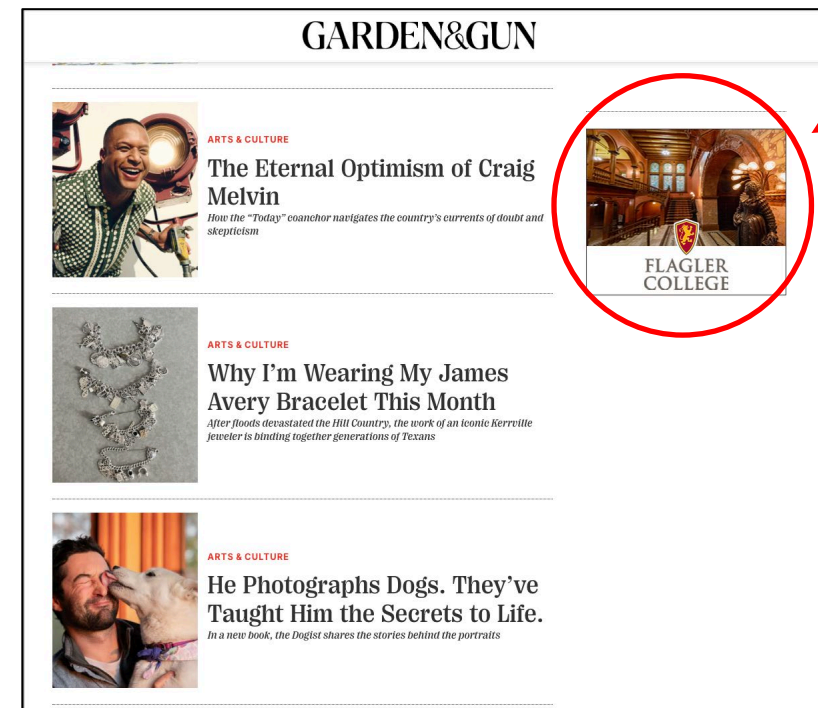 GARDEN&GUN
ARTS & CULTURE
The Eternal Optimism of Craig
Melvin
How the “Today” coanchor navigates the country’s currents of doubt and
skepticism
ARTS & CULTURE
Why I’m Wearing My James
Avery Bracelet This Month
After floods devastated the Hill Country, the work of an iconic Kerrville
jeweler is binding together generations of Texans
ARTS & CULTURE
He Photographs Dogs. They’ve
Taught Him the Secrets to Life.
In a new book, the Dogist shares the stories behind the portraits
FLAGLER
COLLEGE